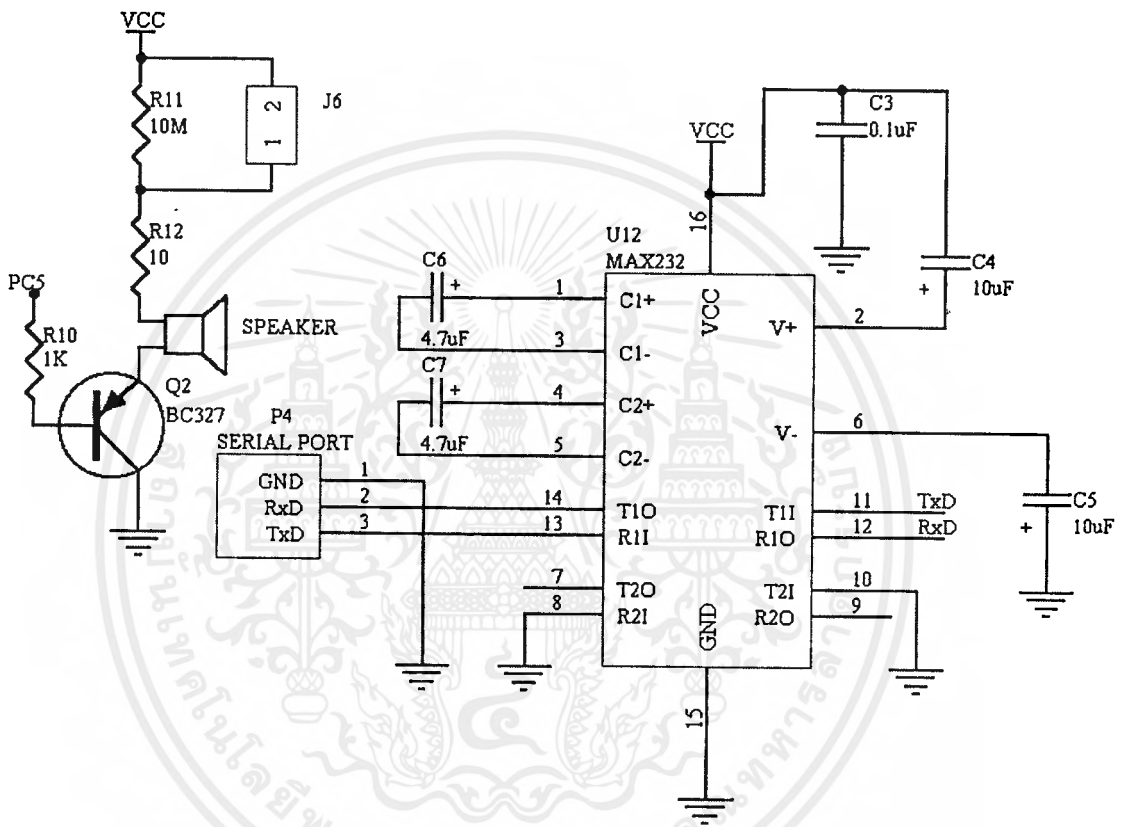 VCC
R11
10M
2
1
J6
R12
10
PC5
R10
1K
SPEAKER
Q2
BC327
P4
SERIAL PORT
GND
RxD
TxD
1
2
3
C6
+
4.7uF
C7
+
4.7uF
1
3
4
5
14
13
7
8
U12
MAX232
C1+
C1-
C2+
C2-
T1O
R1I
T2O
R2I
VCC
16
VCC
V+
V-
T1I
R1O
T2I
R2O
GND
15
2
6
11
TxD
12
RxD
10
9
C3
0.1uF
C4
+
10uF
C5
+
10uF